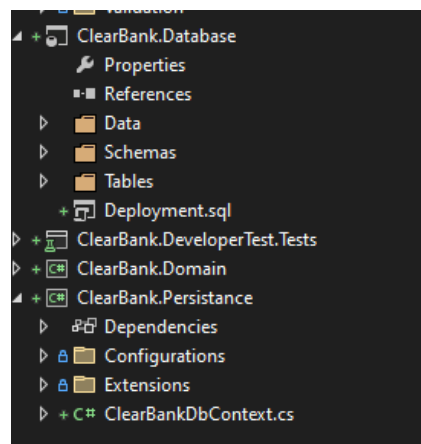 Validation
ClearBank.Database
Properties
References
Data
Schemas
Tables
Deployment.sql
ClearBank.DeveloperTest.Tests
C# ClearBank.Domain
C# ClearBank.Persistance
Dependencies
Configurations
Extensions
C# ClearBankDbContext.cs